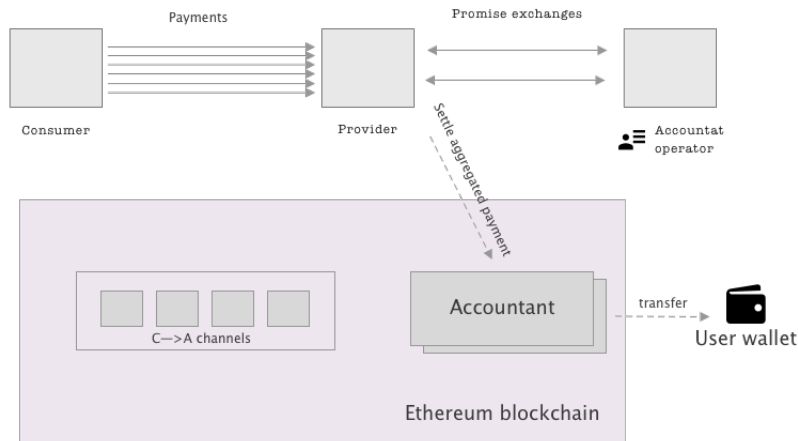 Payments
Promise exchanges
Consumer
Provider
Accountat
operator
Settle aggregated payment
Accountant
transfer
C—>A channels
User wallet
Ethereum blockchain